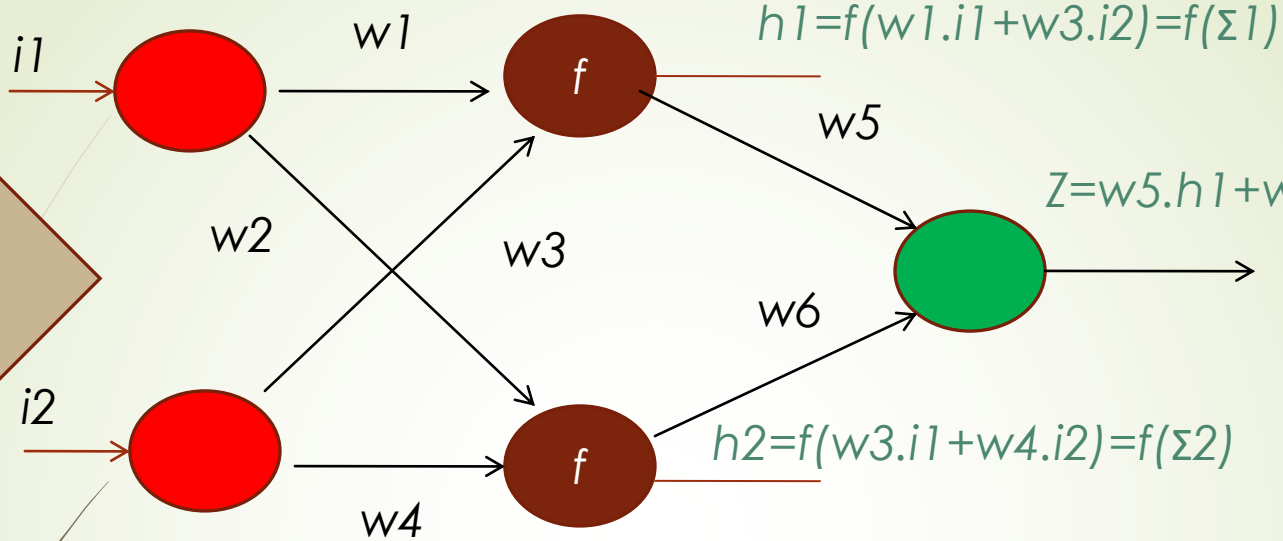 i1
w1
f
h1=f(w1.i1+w3.i2)=f(Σ1)
w5
w2
w3
Z=w5.h1+w
w6
i2
f
h2=f(w3.i1+w4.i2)=f(Σ2)
w4